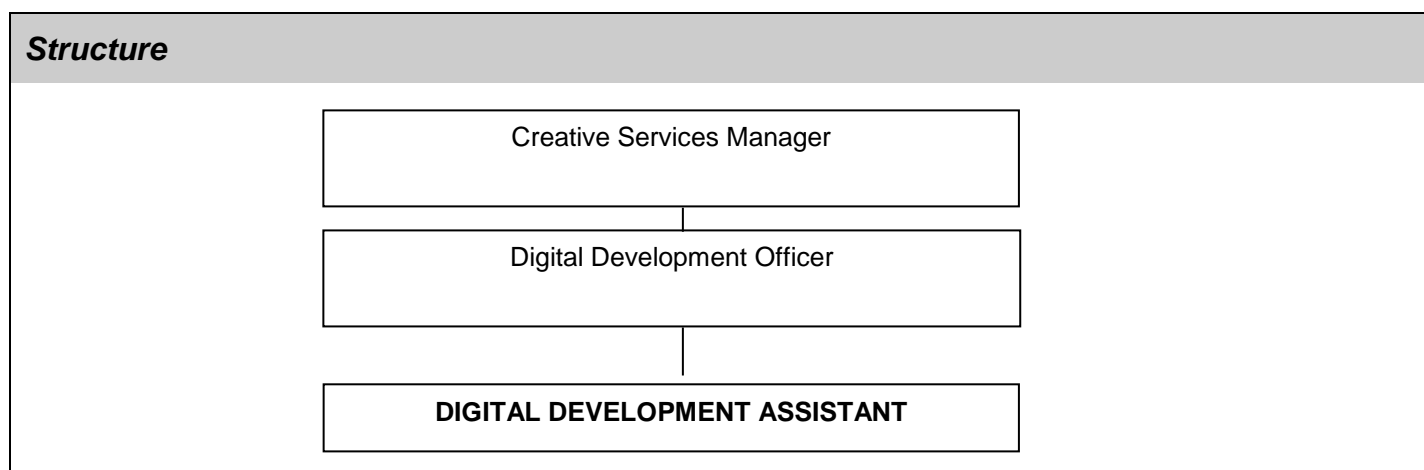 Structure
Creative Services Manager
Digital Development Officer
DIGITAL DEVELOPMENT ASSISTANT